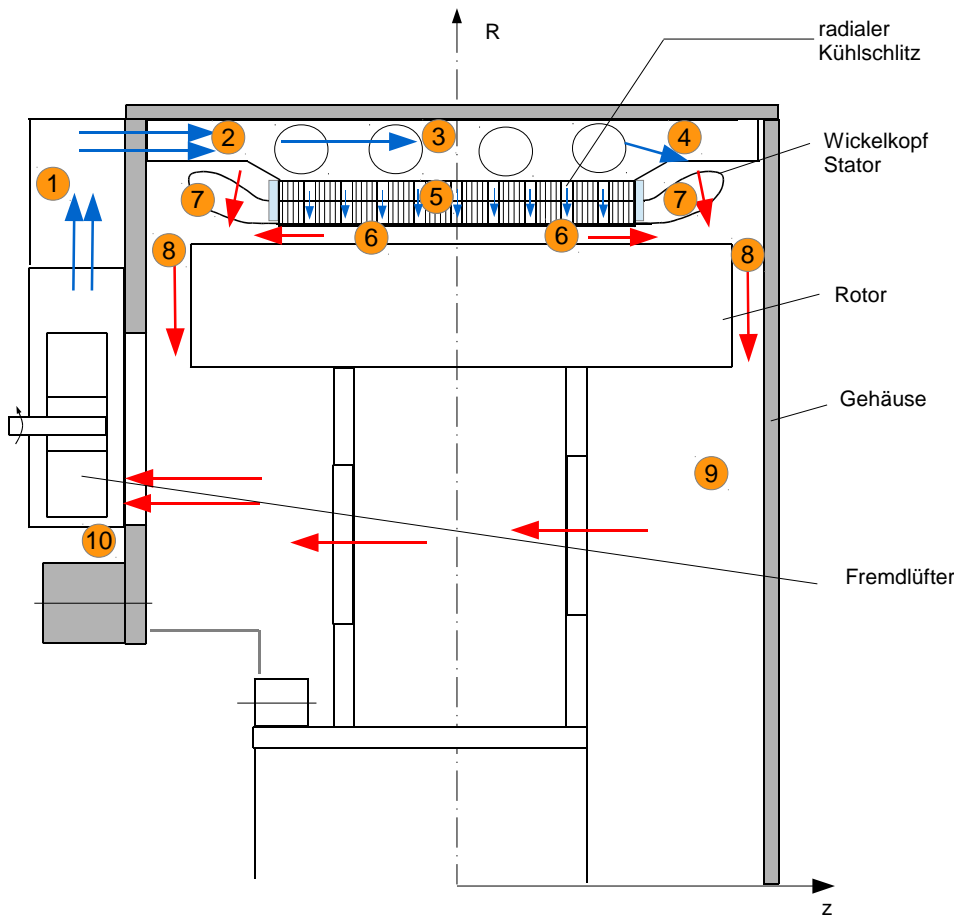 R
radialer
Kühlschlitz
2
3
4
Wickelkopf
Stator
1
7
5
7
6
6
8
8
Rotor
Gehäuse
9
10
Fremdlüfter
z